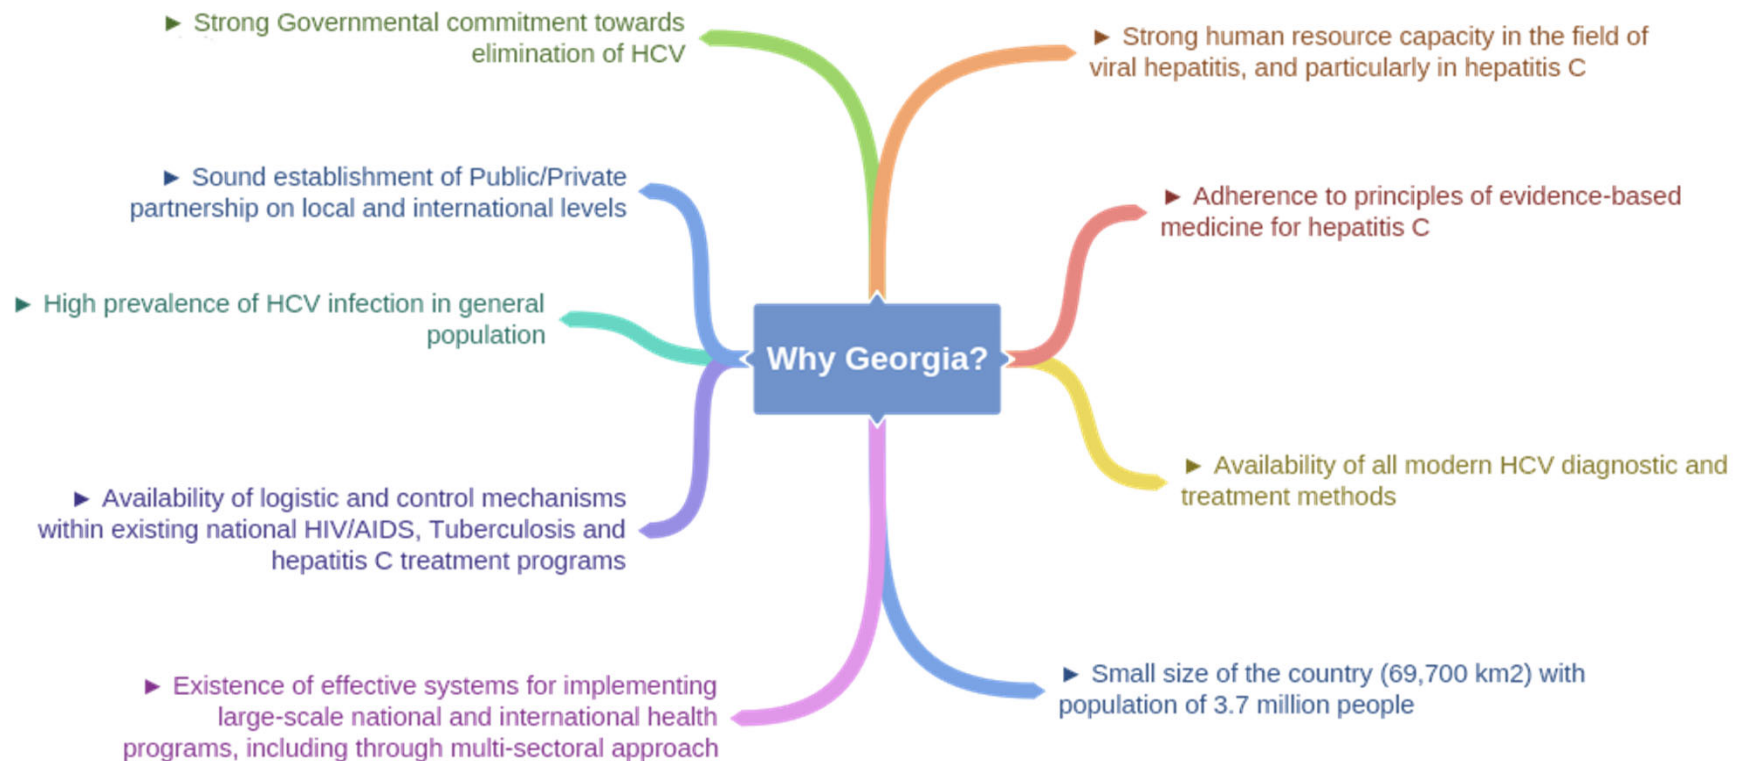 ► Strong Governmental commitment towards
elimination of HCV
► Strong human resource capacity in the field of
viral hepatitis, and particularly in hepatitis C
► Sound establishment of Public/Private
partnership on local and international levels
► Adherence to principles of evidence-based
medicine for hepatitis C
► High prevalence of HCV infection in general
population
Why Georgia?
► Availability of all modern HCV diagnostic and
treatment methods
► Availability of logistic and control mechanisms
within existing national HIV/AIDS, Tuberculosis and
hepatitis C treatment programs
► Existence of effective systems for implementing
large-scale national and international health
programs, including through multi-sectoral approach
► Small size of the country (69,700 km2) with
population of 3.7 million people